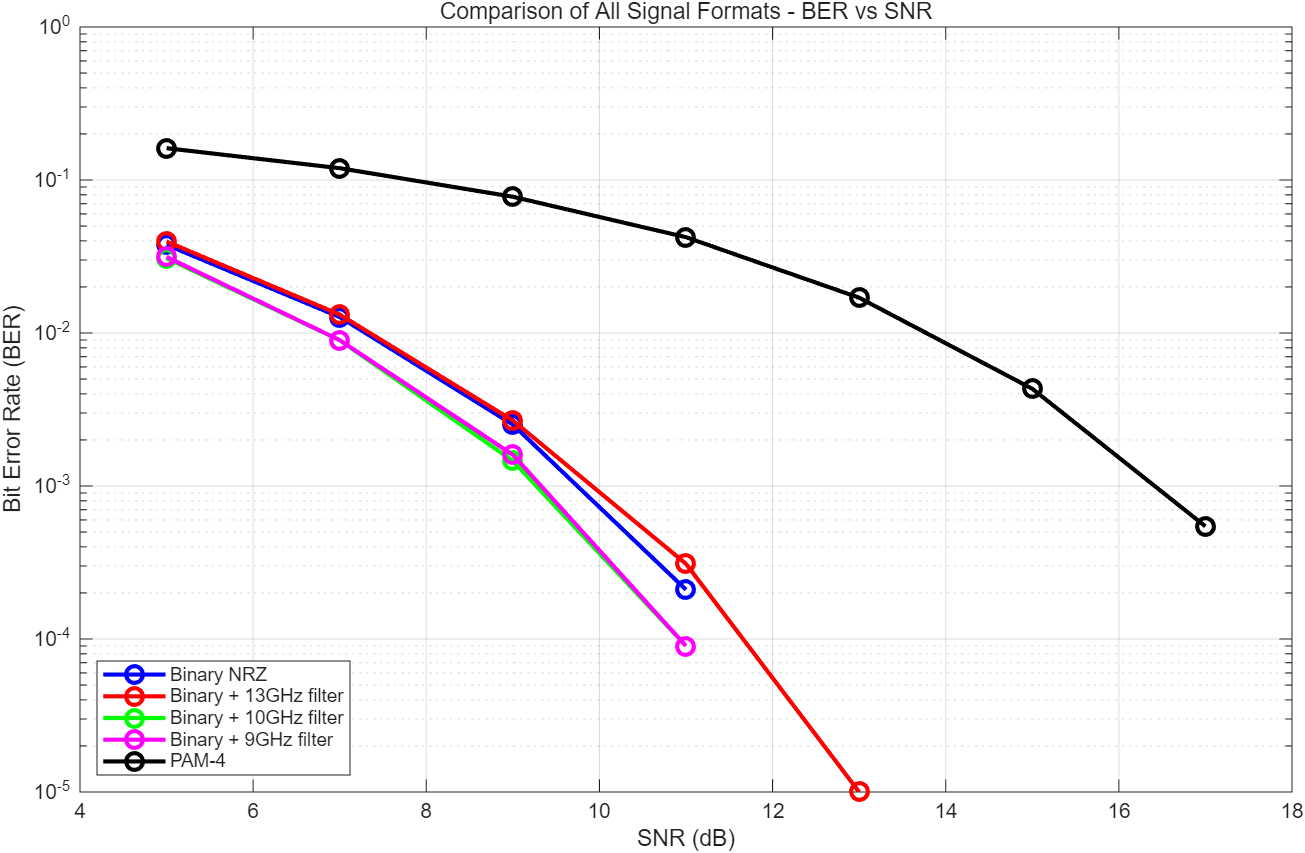 Comparison of All Signal Formats - BER vs SNR
10^0
10^-1
10^-2
10^-3
10^-4
10^-5
Bit Error Rate (BER)
Binary NRZ
Binary + 13GHz filter
Binary + 10GHz filter
Binary + 9GHz filter
PAM-4
4 6 8 10 12 14 16 18
SNR (dB)